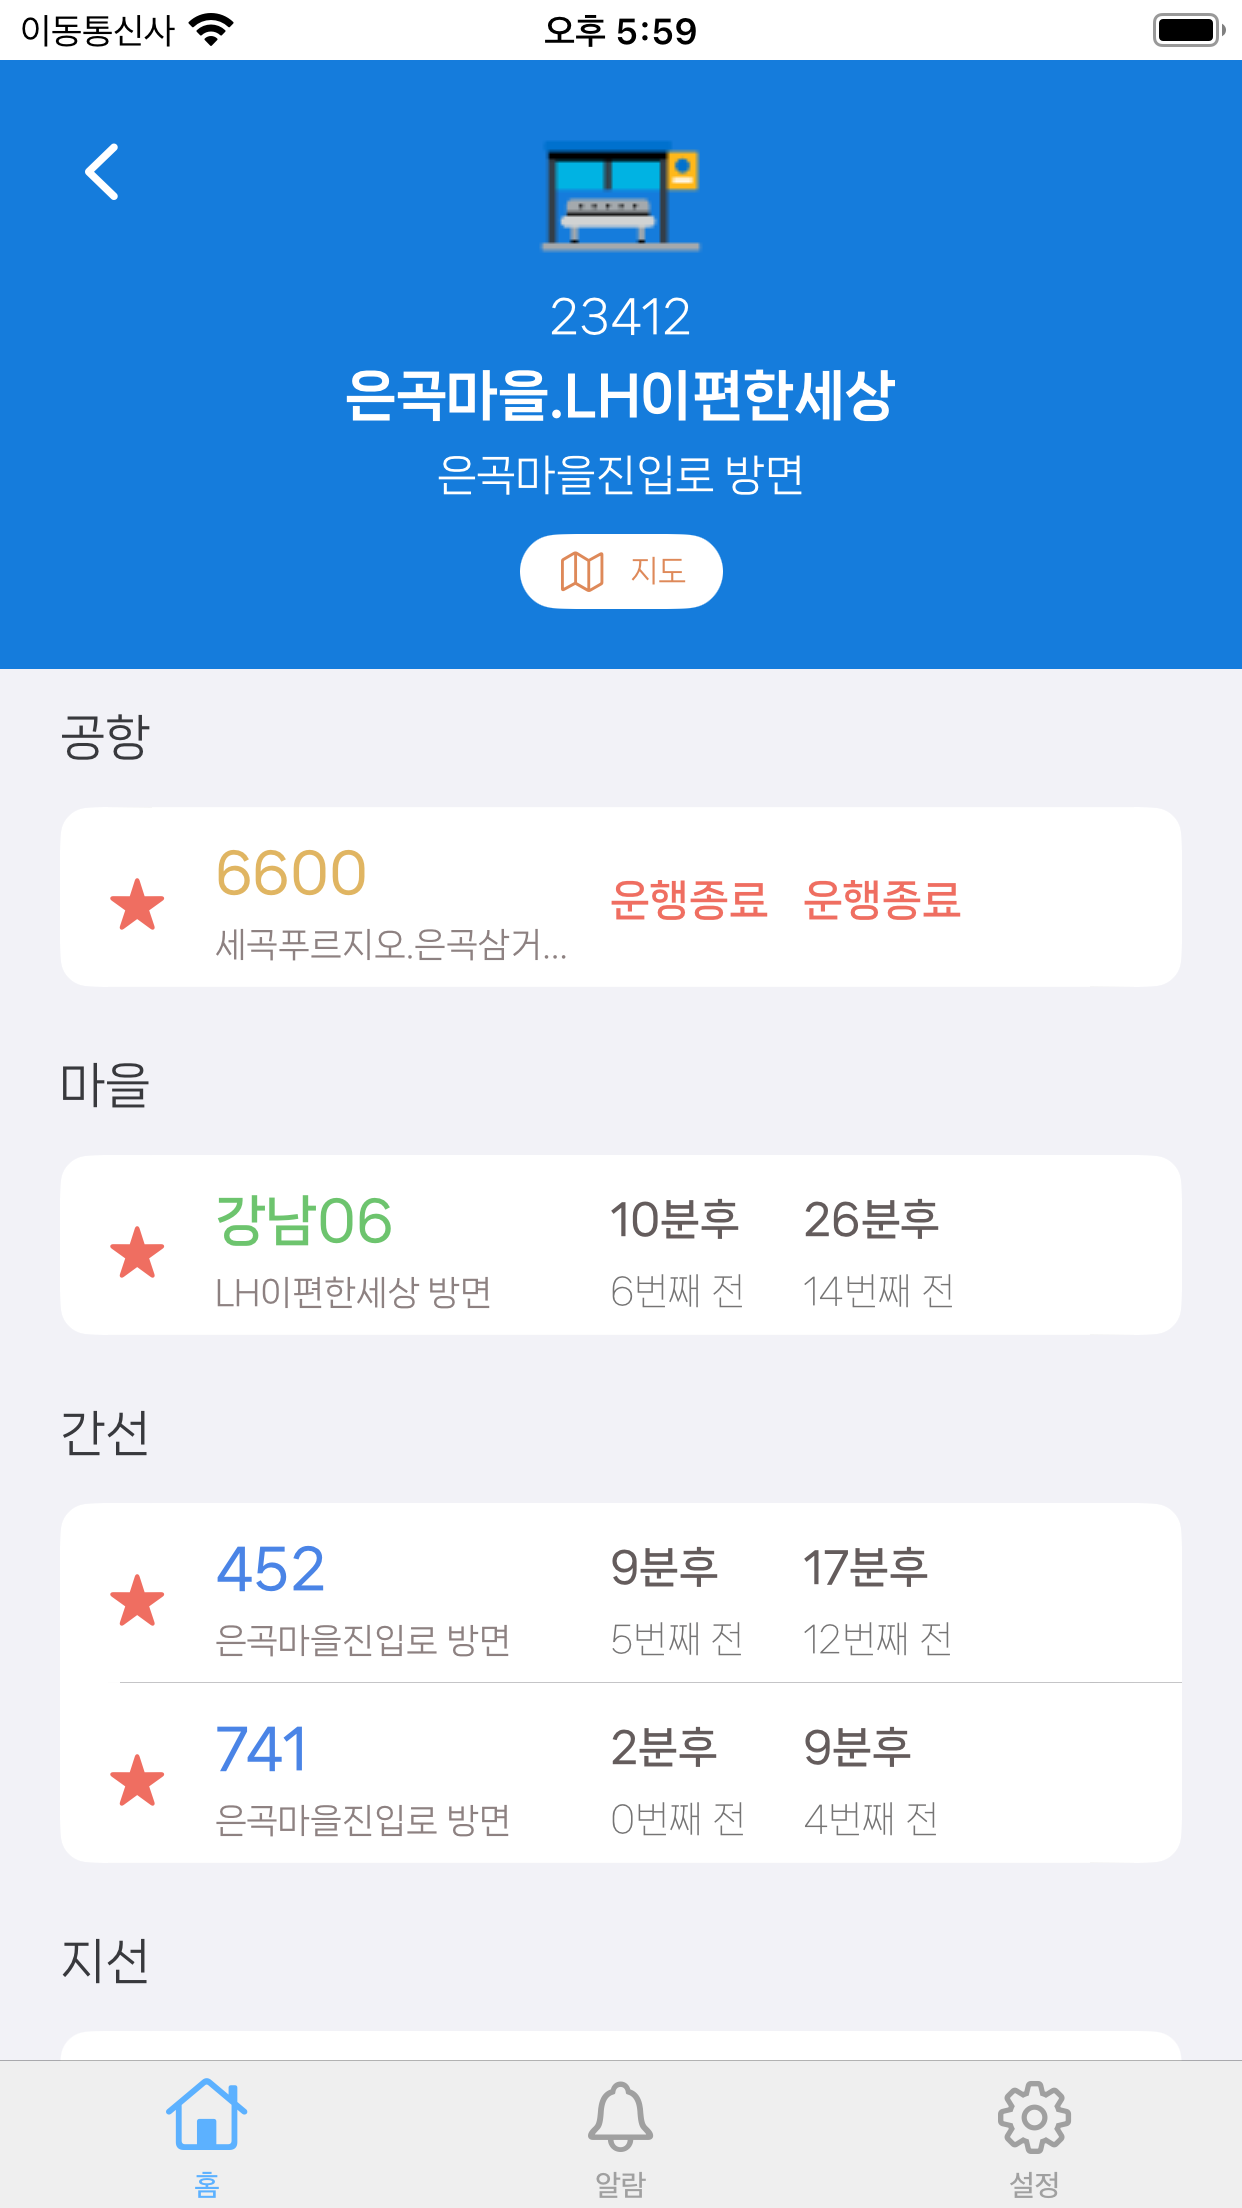 이동통신사 오후 5:59
23412
은곡마을.LH이편한세상
은곡마을진입로 방면
지도
공항
6600 운행종료 운행종료
세곡푸르지오.은곡삼거...
마을
강남06 10분후 26분후
LH이편한세상 방면 6번째 전 14번째 전
간선
452 9분후 17분후
은곡마을진입로 방면 5번째 전 12번째 전
741 2분후 9분후
은곡마을진입로 방면 0번째 전 4번째 전
지선
홈 알람 설정